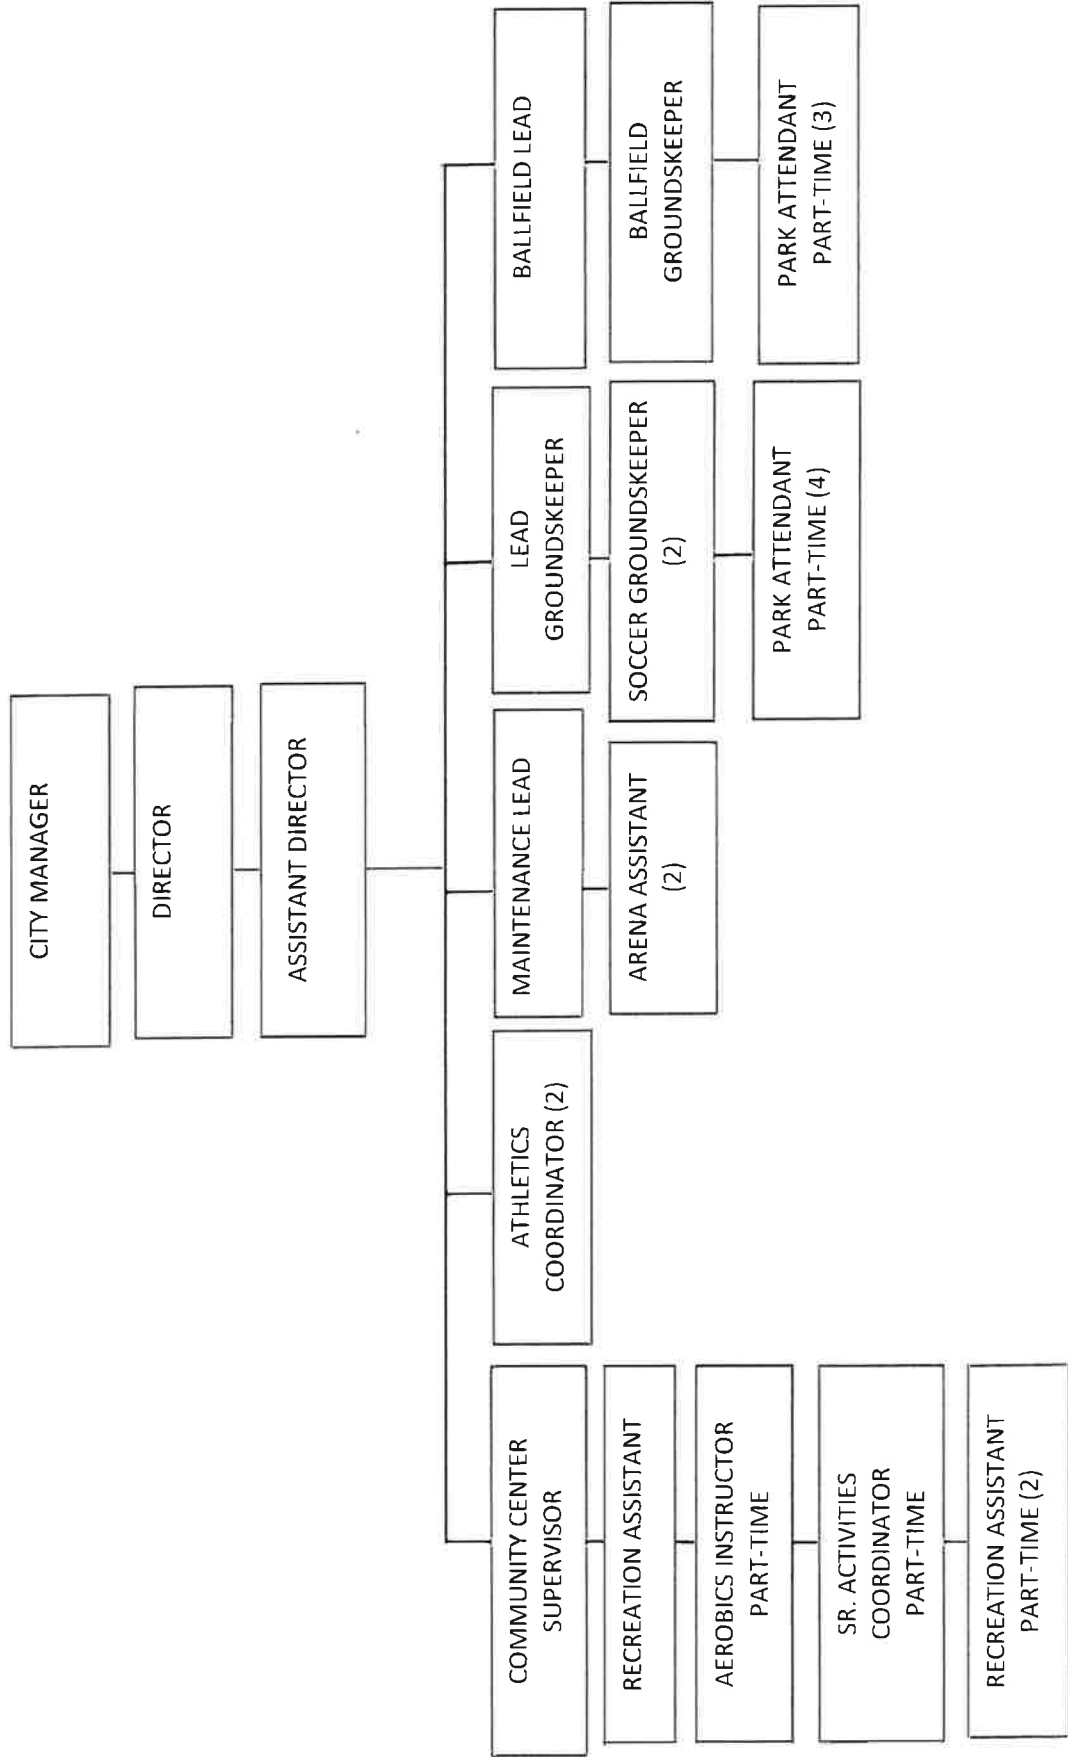 CITY MANAGER
DIRECTOR
ASSISTANT DIRECTOR
COMMUNITY CENTER
SUPERVISOR
RECREATION ASSISTANT
AEROBICS INSTRUCTOR
PART-TIME
SR. ACTIVITIES
COORDINATOR
PART-TIME
RECREATION ASSISTANT
PART-TIME (2)
ATHLETICS
COORDINATOR (2)
MAINTENANCE LEAD
ARENA ASSISTANT
(2)
LEAD
GROUNDSKEEPER
SOCCER GROUNDSKEEPER
(2)
PARK ATTENDANT
PART-TIME (4)
BALLFIELD LEAD
BALLFIELD
GROUNDSKEEPER
PARK ATTENDANT
PART-TIME (3)